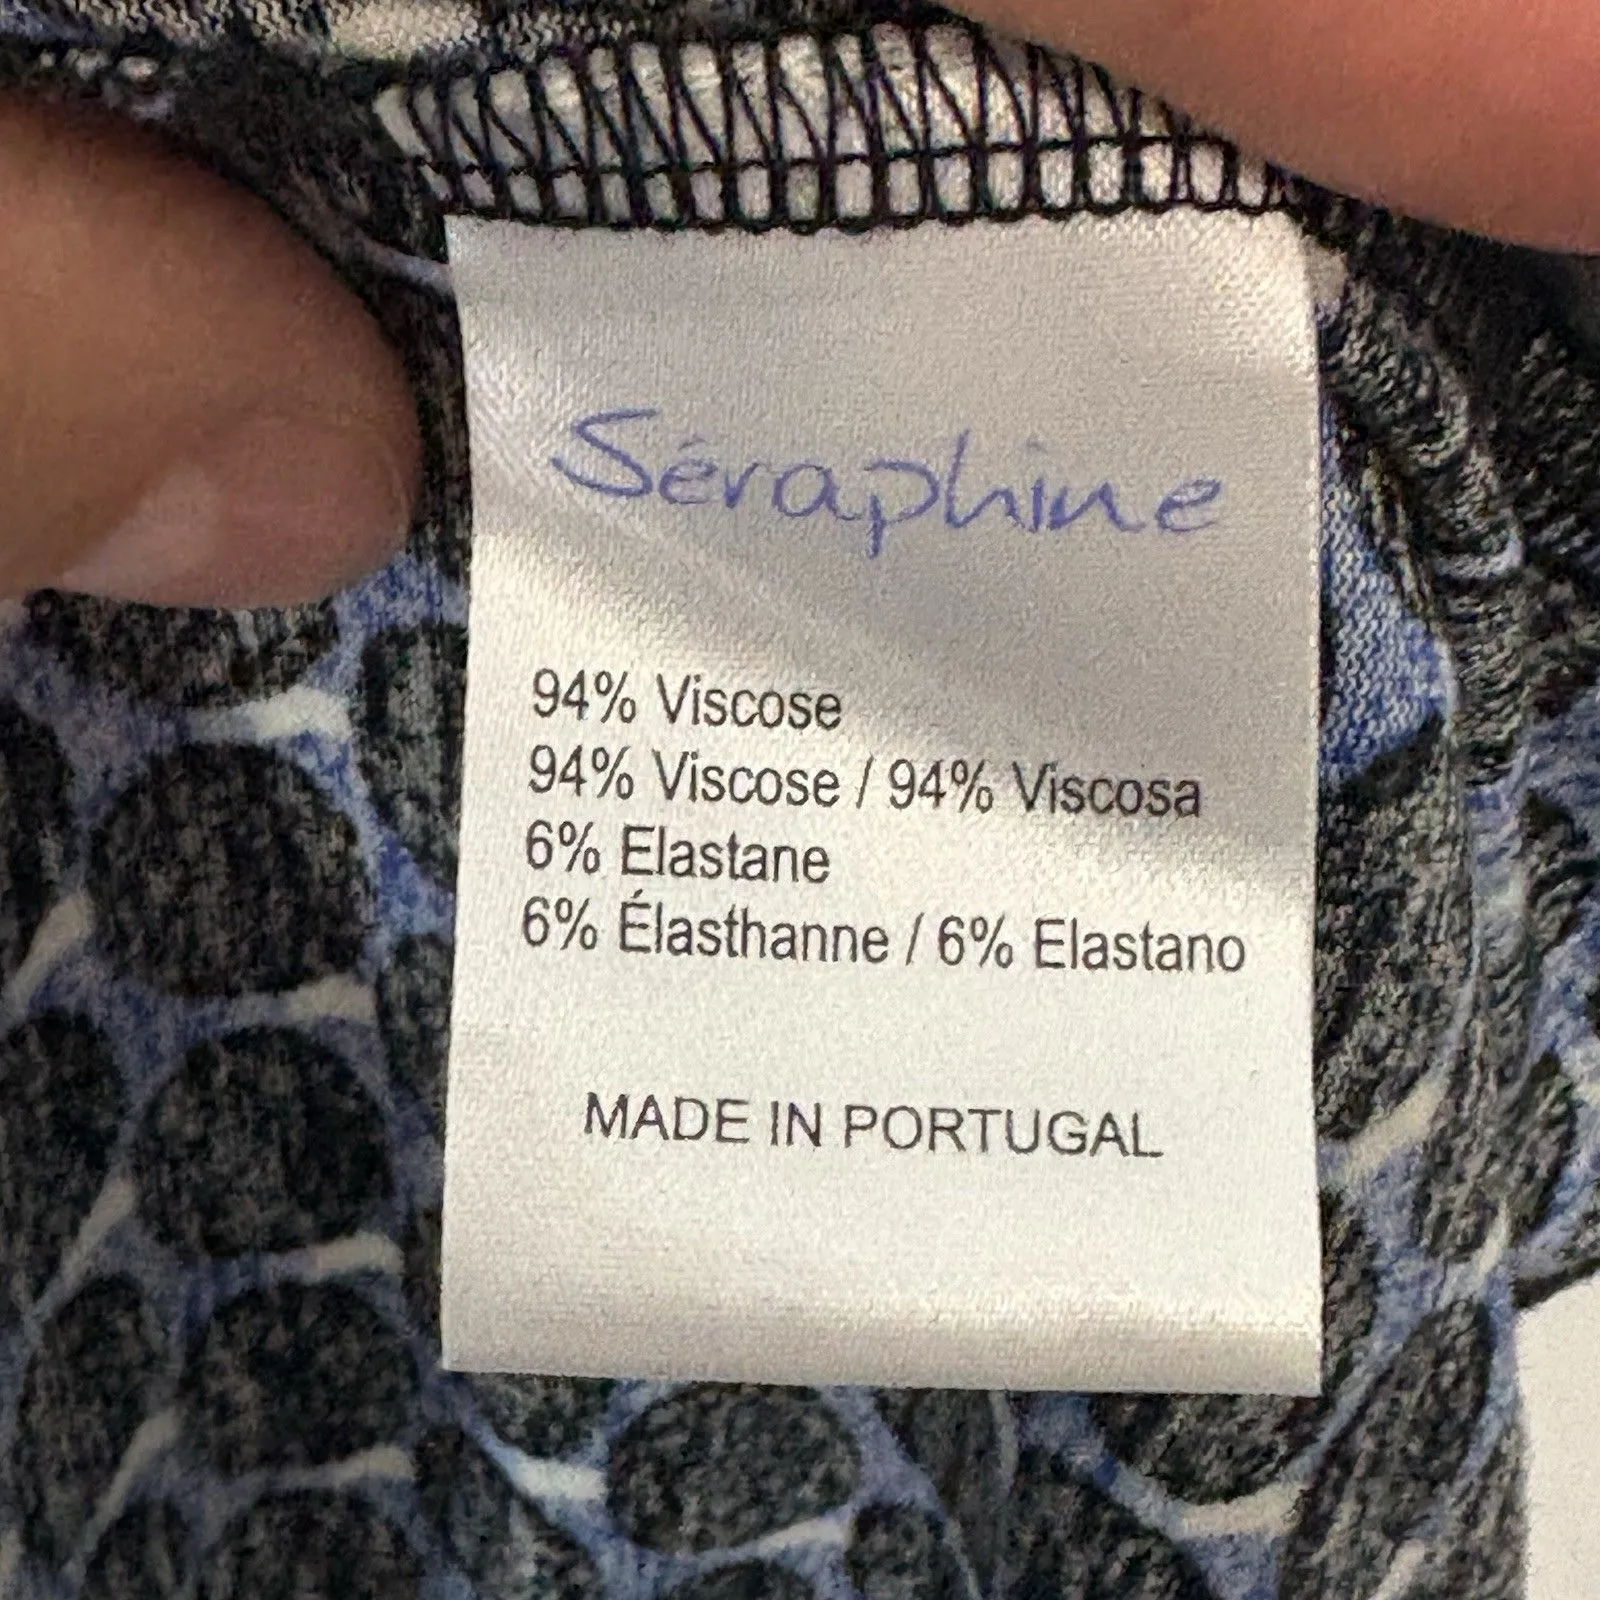 Séraphine
94% Viscose
94% Viscose / 94% Viscosa
6% Elastane
6% Élasthanne / 6% Elastano
MADE IN PORTUGAL